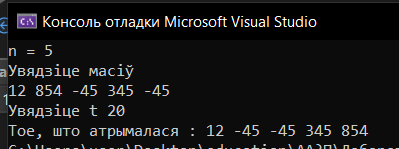 Консоль отладки Microsoft Visual Studio
n = 5
Увядзіце масіў
12 854 -45 345 -45
Увядзіце t 20
Тое, што атрымалася : 12 -45 -45 345 854